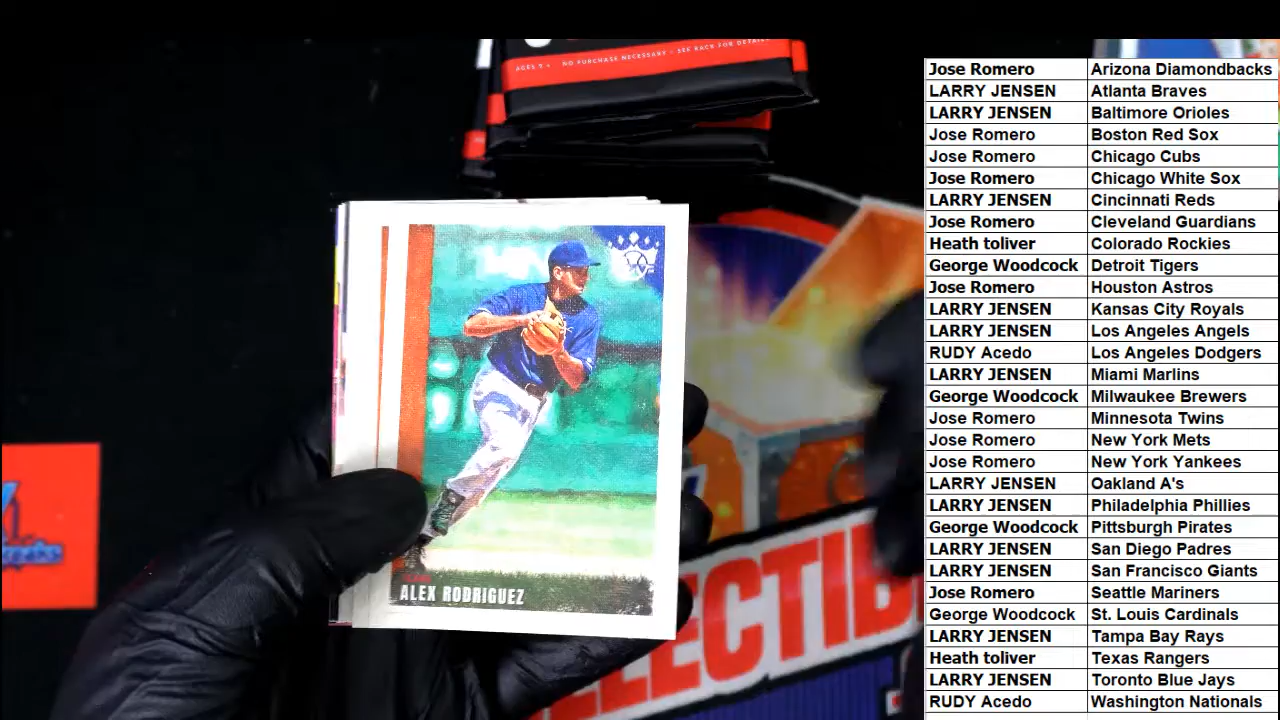 AGES 9+ NO PURCHASE NECESSARY - SEE BACK FOR DETAILS
ALEX RODRIGUEZ
LECTIB
Jose Romero Arizona Diamondbacks
LARRY JENSEN Atlanta Braves
LARRY JENSEN Baltimore Orioles
Jose Romero Boston Red Sox
Jose Romero Chicago Cubs
Jose Romero Chicago White Sox
LARRY JENSEN Cincinnati Reds
Jose Romero Cleveland Guardians
Heath toliver Colorado Rockies
George Woodcock Detroit Tigers
Jose Romero Houston Astros
LARRY JENSEN Kansas City Royals
LARRY JENSEN Los Angeles Angels
RUDY Acedo Los Angeles Dodgers
LARRY JENSEN Miami Marlins
George Woodcock Milwaukee Brewers
Jose Romero Minnesota Twins
Jose Romero New York Mets
Jose Romero New York Yankees
LARRY JENSEN Oakland A's
LARRY JENSEN Philadelphia Phillies
George Woodcock Pittsburgh Pirates
LARRY JENSEN San Diego Padres
LARRY JENSEN San Francisco Giants
Jose Romero Seattle Mariners
George Woodcock St. Louis Cardinals
LARRY JENSEN Tampa Bay Rays
Heath toliver Texas Rangers
LARRY JENSEN Toronto Blue Jays
RUDY Acedo Washington Nationals